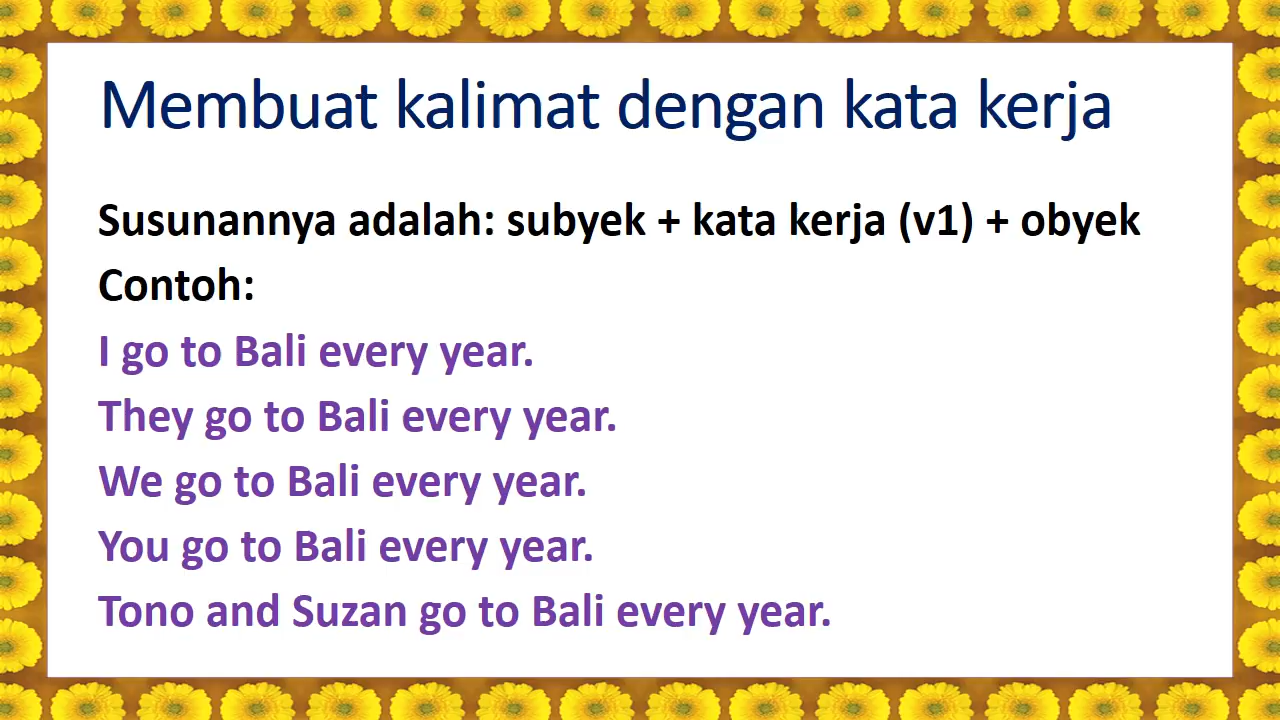 Membuat kalimat dengan kata kerja
Susunannya adalah: subyek + kata kerja (v1) + obyek
Contoh:
I go to Bali every year.
They go to Bali every year.
We go to Bali every year.
You go to Bali every year.
Tono and Suzan go to Bali every year.